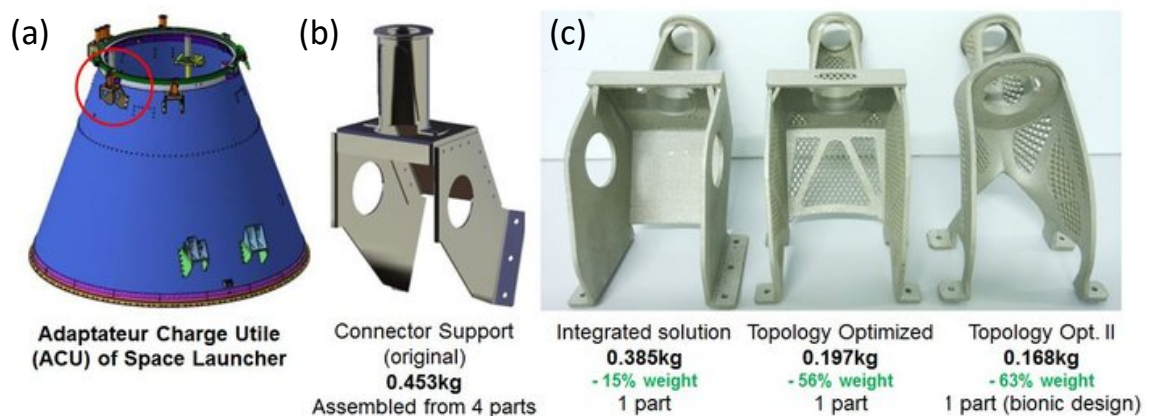 (a)
(b)
(c)
Adaptateur Charge Utile
(ACU) of Space Launcher
Connector Support
(original)
0.453kg
Assembled from 4 parts
Integrated solution
0.385kg
- 15% weight
1 part
Topology Optimized
0.197kg
- 56% weight
1 part
Topology Opt. II
0.168kg
- 63% weight
1 part (bionic design)